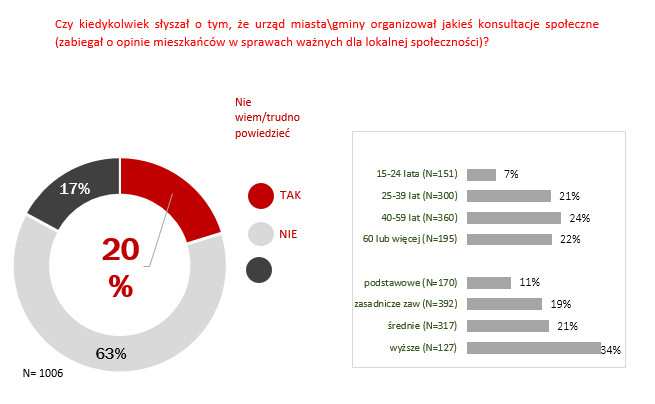 Czy kiedykolwiek słyszał o tym, że urząd miasta\gminy organizował jakieś konsultacje społeczne
(zabiegał o opinie mieszkańców w sprawach ważnych dla lokalnej społeczności)?
Nie
wiem/trudno
powiedzieć
17%
20
%
63%
TAK
NIE
N= 1006
15-24 lata (N=151) 7%
25-39 lat (N=300) 21%
40-59 lat (N=360) 24%
60 lub więcej (N=195) 22%
podstawowe (N=170) 11%
zasadnicze zaw (N=392) 19%
średnie (N=317) 21%
wyższe (N=127) 34%